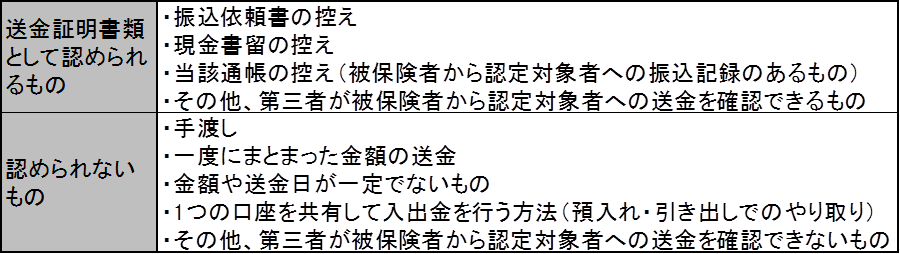 送金証明書類
として認められ
るもの
・振込依頼書の控え
・現金書留の控え
・当該通帳の控え（被保険者から認定対象者への振込記録のあるもの）
・その他、第三者が被保険者から認定対象者への送金を確認できるもの
認められない
もの
・手渡し
・一度にまとまった金額の送金
・金額や送金日が一定でないもの
・1つの口座を共有して入出金を行う方法（預入れ・引き出しでのやり取り）
・その他、第三者が被保険者から認定対象者への送金を確認できないもの